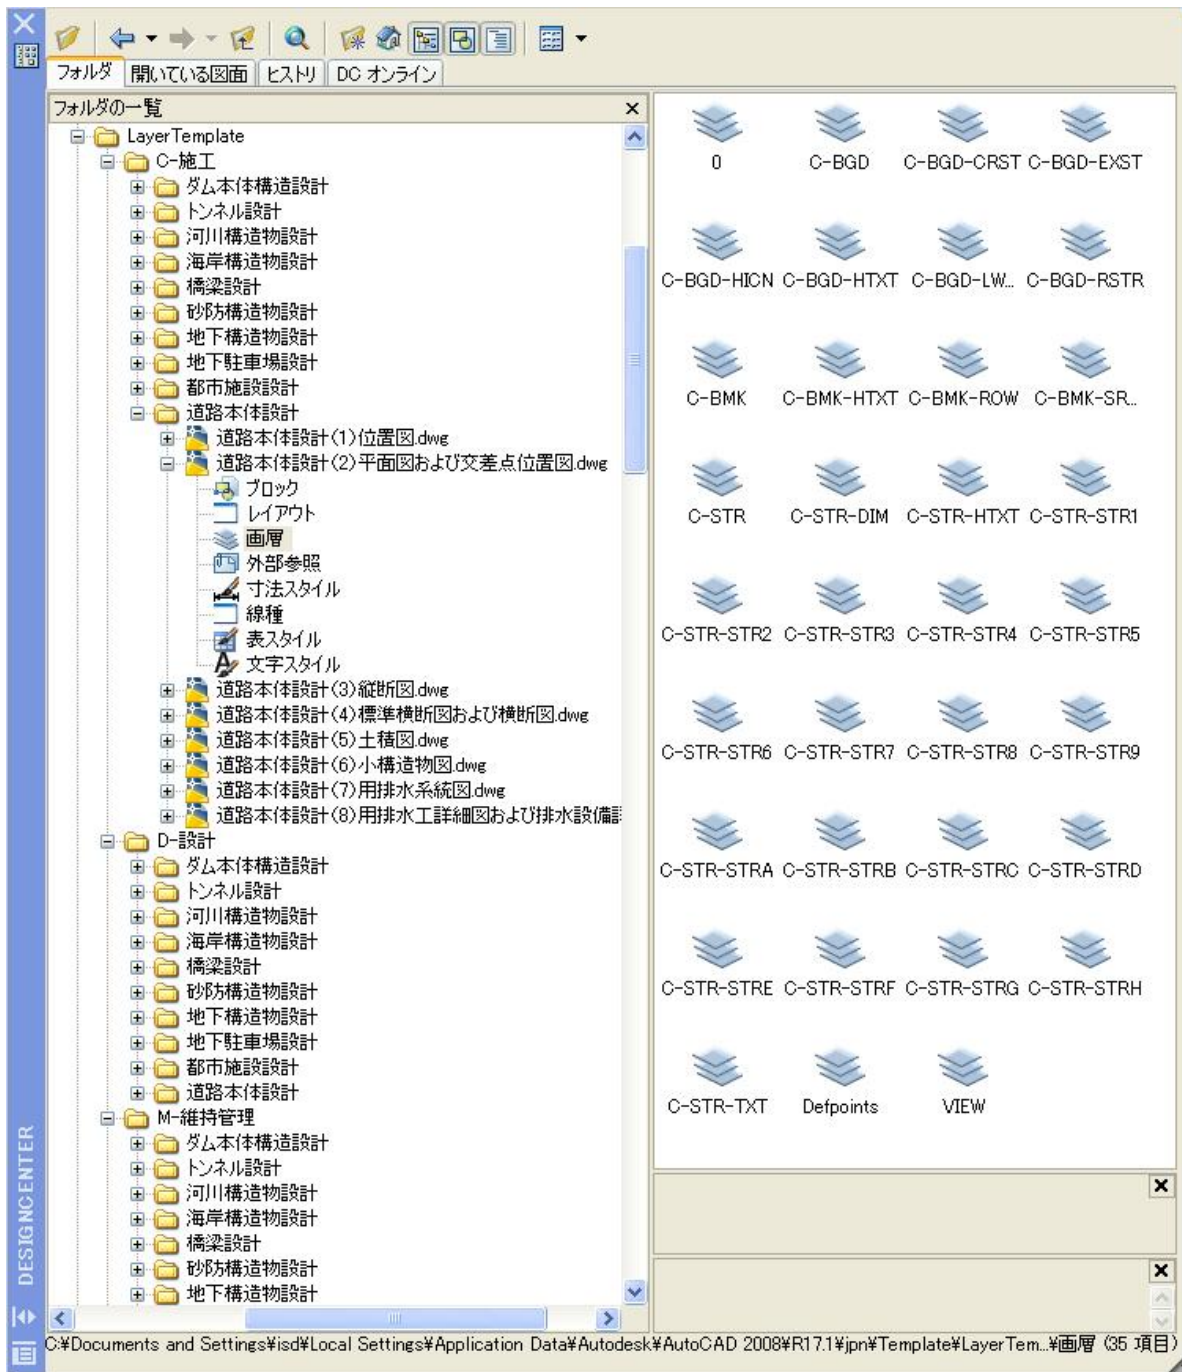 フォルダ 開いている図面 ヒストリ DC オンライン
フォルダの一覧
LayerTemplate
C-施工
ダム本体構造設計
トンネル設計
河川構造物設計
海岸構造物設計
橋梁設計
砂防構造物設計
地下構造物設計
地下駐車場設計
都市施設設計
道路本体設計
道路本体設計(1)位置図.dwg
道路本体設計(2)平面図および交差点位置図.dwg
ブロック
レイアウト
画層
外部参照
寸法スタイル
線種
表スタイル
文字スタイル
道路本体設計(3)縦断図.dwg
道路本体設計(4)標準横断図および横断図.dwg
道路本体設計(5)土積図.dwg
道路本体設計(6)小構造物図.dwg
道路本体設計(7)用排水系統図.dwg
道路本体設計(8)用排水工詳細図および排水設備
D-設計
ダム本体構造設計
トンネル設計
河川構造物設計
海岸構造物設計
橋梁設計
砂防構造物設計
地下構造物設計
地下駐車場設計
都市施設設計
道路本体設計
M-維持管理
ダム本体構造設計
トンネル設計
河川構造物設計
海岸構造物設計
橋梁設計
砂防構造物設計
地下構造物設計
0 C-BGD C-BGD-CRST C-BGD-EXST
C-BGD-HICN C-BGD-HTXT C-BGD-LW... C-BGD-RSTR
C-BMK C-BMK-HTXT C-BMK-ROW C-BMK-SR...
C-STR C-STR-DIM C-STR-HTXT C-STR-STR1
C-STR-STR2 C-STR-STR3 C-STR-STR4 C-STR-STR5
C-STR-STR6 C-STR-STR7 C-STR-STR8 C-STR-STR9
C-STR-STRA C-STR-STRB C-STR-STRC C-STR-STRD
C-STR-STRE C-STR-STRF C-STR-STRG C-STR-STRH
C-STR-TXT Defpoints VIEW
DESIGNCENTER
C:¥Documents and Settings¥isd¥Local Settings¥Application Data¥Autodesk¥AutoCAD 2008¥R17.1¥jpn¥Template¥LayerTem...¥画層 (35 項目)